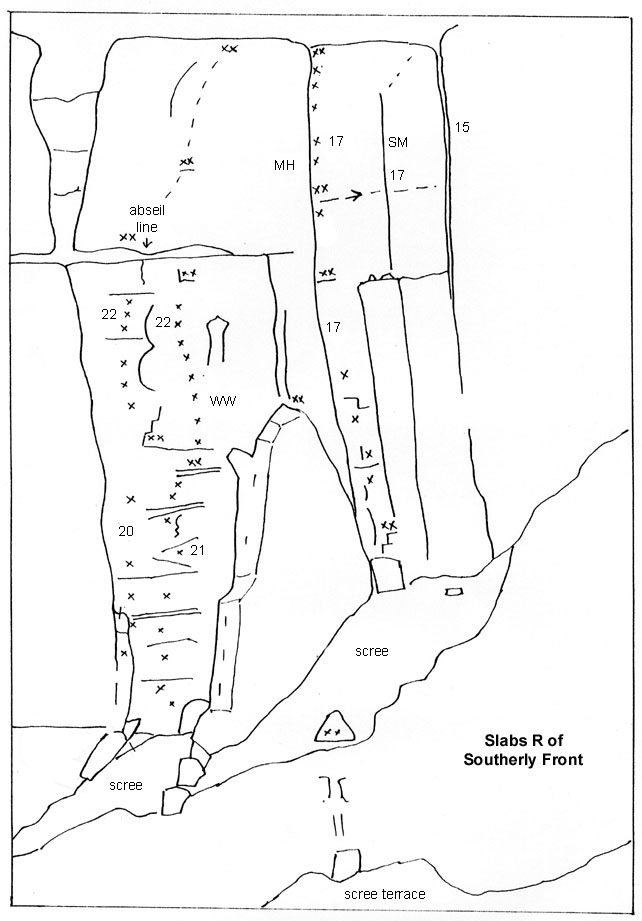 15
17
SM
MH
17
abseil
line
22
22
17
WW
20
21
scree
Slabs R of
Southerly Front
scree
scree terrace